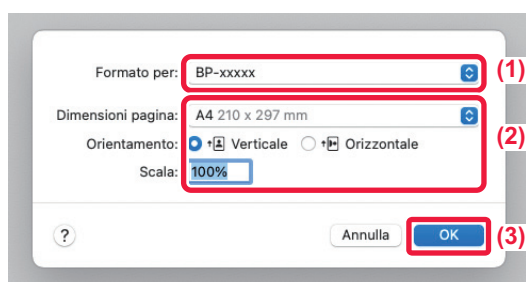 Formato per: BP-xxxxx (1)
Dimensioni pagina: A4 210 x 297 mm
Orientamento: Verticale Orizzontale (2)
Scala: 100%
? Annulla OK (3)